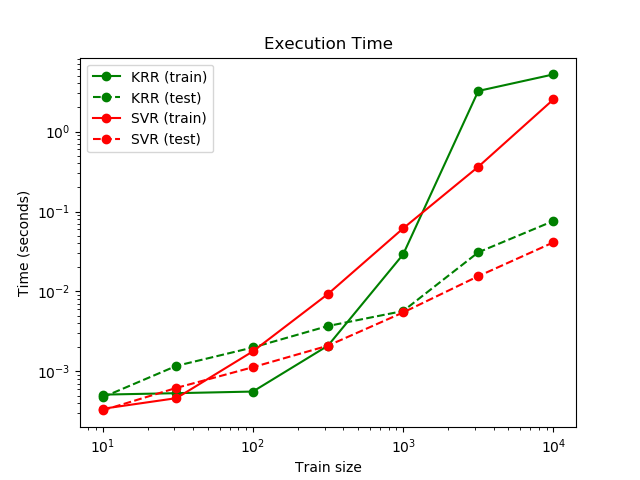 Execution Time
KRR (train)
KRR (test)
SVR (train)
SVR (test)
10⁰
10⁻¹
10⁻²
10⁻³
Time (seconds)
10¹ 10² 10³ 10⁴
Train size